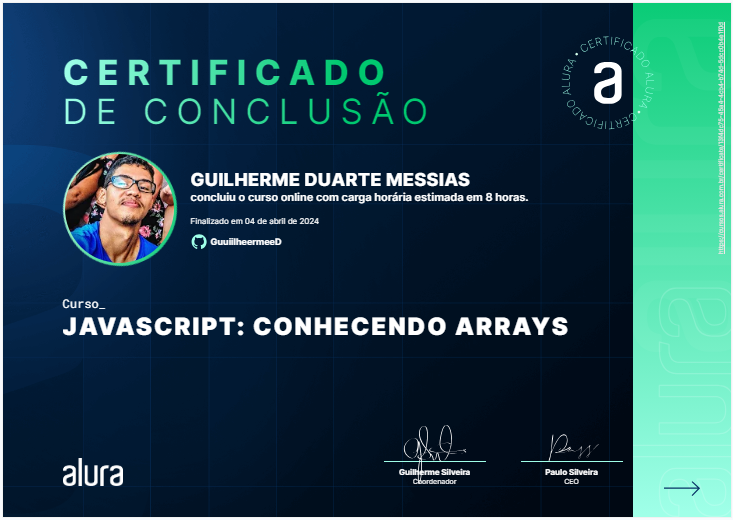 CERTIFICADO
DE CONCLUSÃO
CERTIFICADO ALURA • CERTIFICADO ALURA •
a
GUILHERME DUARTE MESSIAS
concluiu o curso online com carga horária estimada em 8 horas.
Finalizado em 04 de abril de 2024
GuuiilheermeeD
Curso_
JAVASCRIPT: CONHECENDO ARRAYS
alura
Guilherme Silveira
Coordenador
Paulo Silveira
CEO
alura